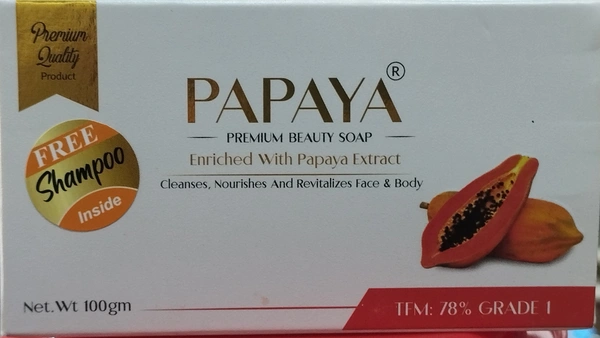 Premium
Quality
Product
PAPAYA®
PREMIUM BEAUTY SOAP
Enriched With Papaya Extract
Cleanses, Nourishes And Revitalizes Face & Body
FREE
Shampoo
Inside
Net.Wt 100gm
TFM: 78% GRADE 1